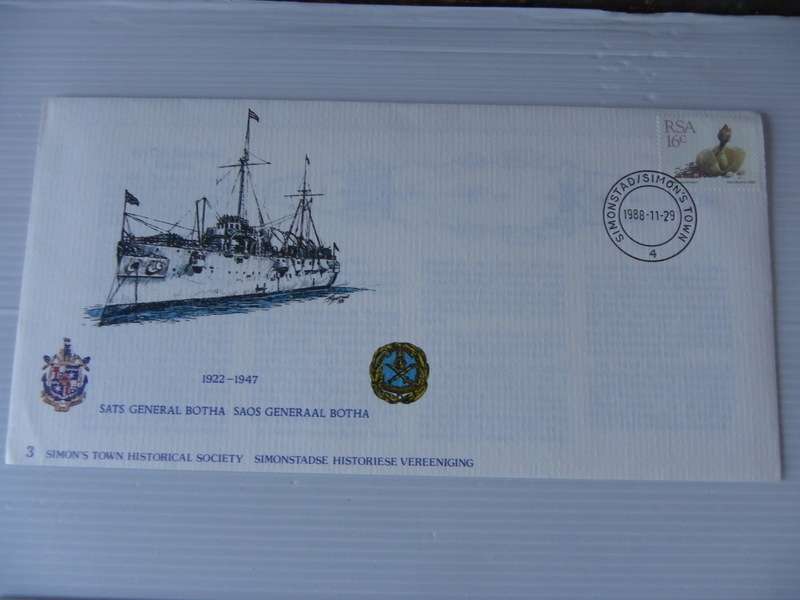 RSA
16c
SIMONSTAD/SIMON'S TOWN
1988-11-29
4
1922-1947
SATS GENERAL BOTHA SAOS GENERAAL BOTHA
3 SIMON'S TOWN HISTORICAL SOCIETY SIMONSTADSE HISTORIESE VEREENIGING